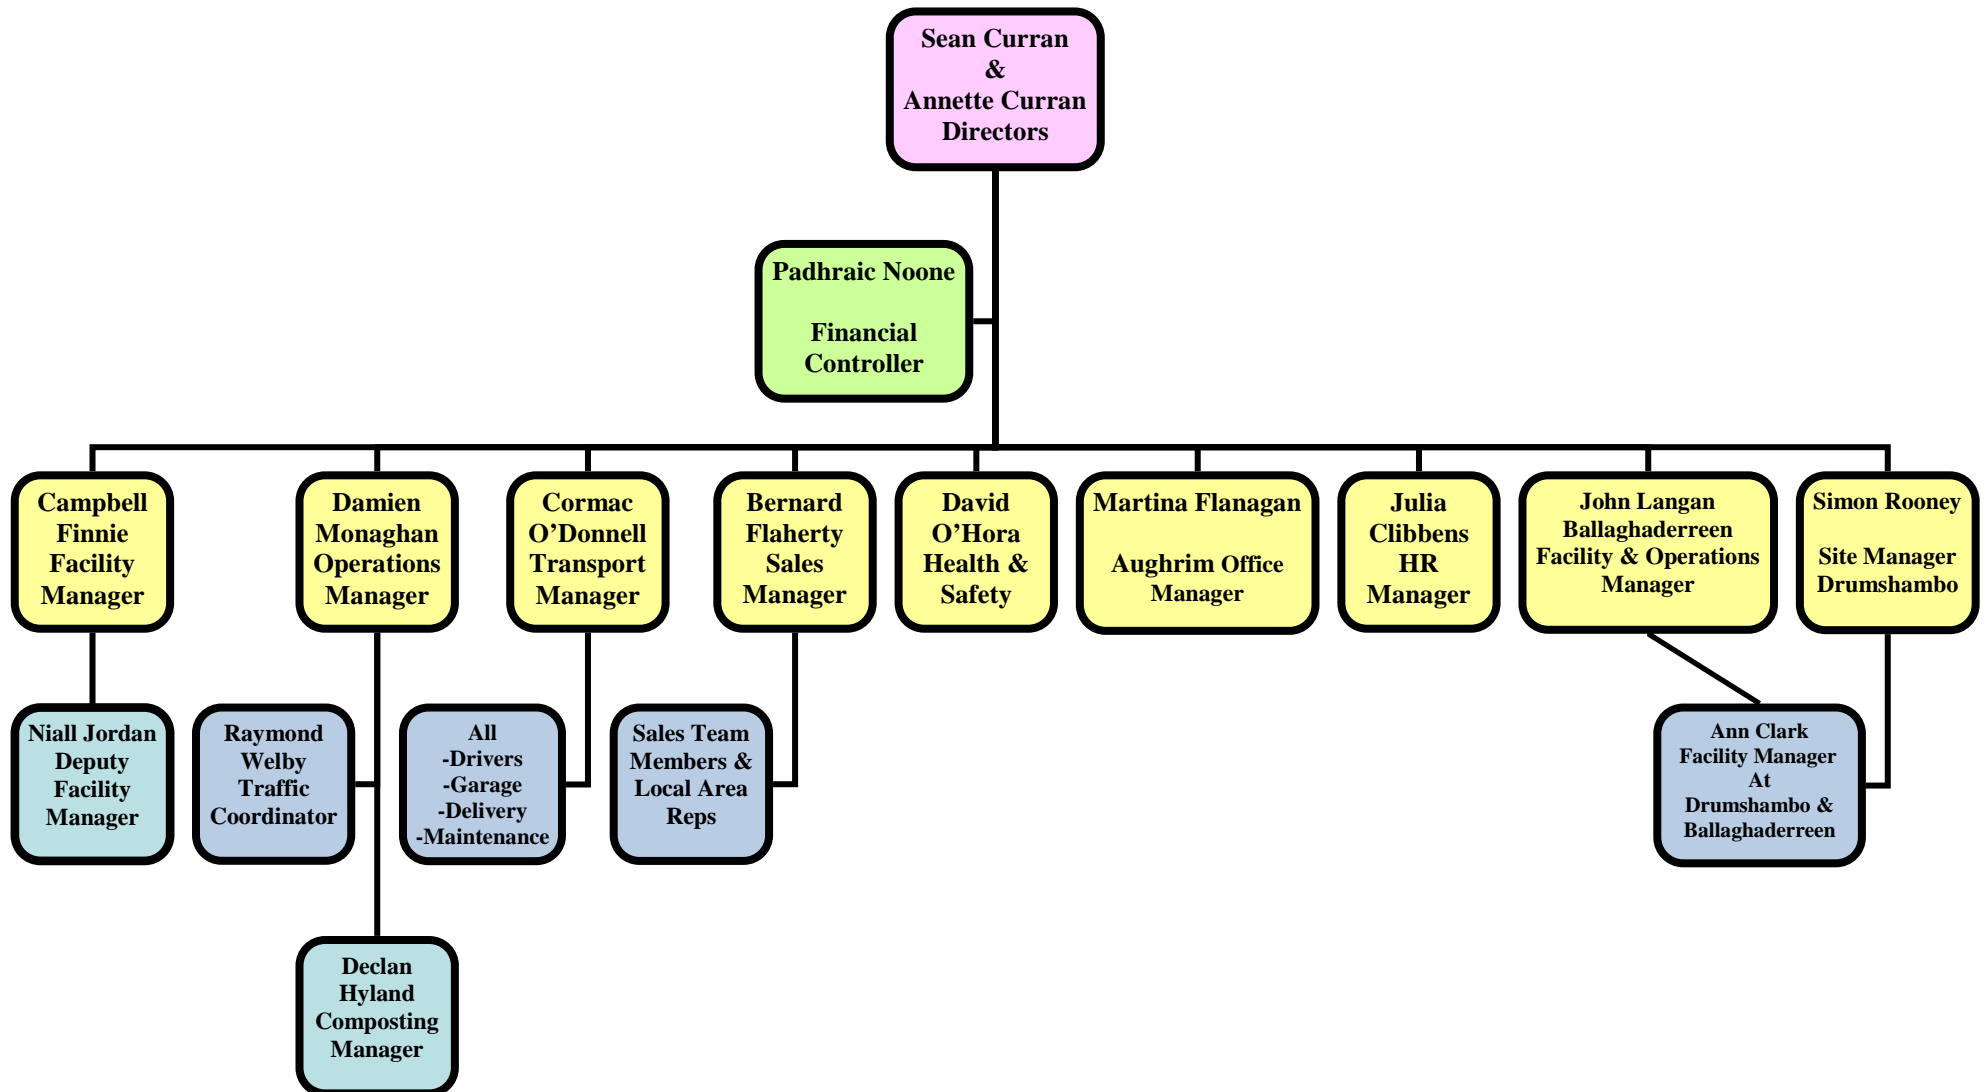 Sean Curran
&
Annette Curran
Directors
Padhraic Noone
Financial
Controller
Campbell
Finnie
Facility
Manager
Damien
Monaghan
Operations
Manager
Cormac
O’Donnell
Transport
Manager
Bernard
Flaherty
Sales
Manager
David
O’Hora
Health &
Safety
Martina Flanagan
Aughrim Office
Manager
Julia
Clibbens
HR
Manager
John Langan
Ballaghaderreen
Facility & Operations
Manager
Simon Rooney
Site Manager
Drumshambo
Niall Jordan
Deputy
Facility
Manager
Raymond
Welby
Traffic
Coordinator
All
-Drivers
-Garage
-Delivery
-Maintenance
Sales Team
Members &
Local Area
Reps
Ann Clark
Facility Manager
At
Drumshambo &
Ballaghaderreen
Declan
Hyland
Composting
Manager